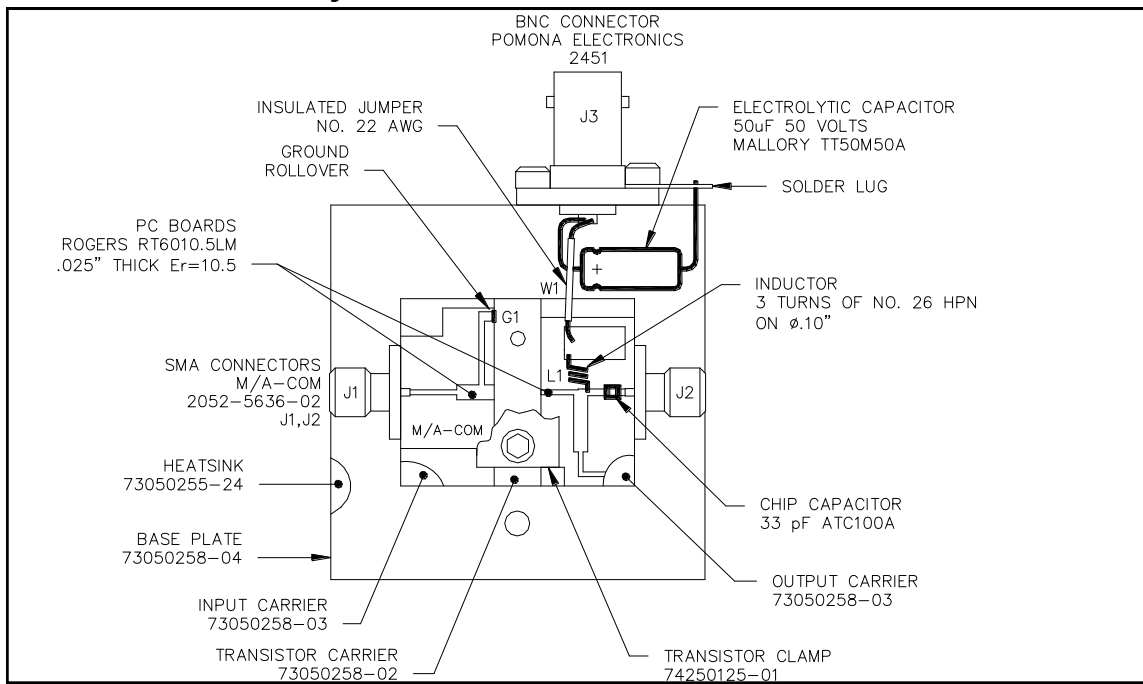 BNC CONNECTOR
POMONA ELECTRONICS
2451
J3
INSULATED JUMPER
NO. 22 AWG
ELECTROLYTIC CAPACITOR
50uF 50 VOLTS
MALLORY TT50M50A
GROUND
ROLLOVER
SOLDER LUG
PC BOARDS
ROGERS RT6010.5LM
.025" THICK Er=10.5
+
W1
INDUCTOR
3 TURNS OF NO. 26 HPN
ON ø.10"
G1
L1
SMA CONNECTORS
M/A-COM
2052-5636-02
J1,J2
J1
J2
M/A-COM
HEATSINK
73050255-24
CHIP CAPACITOR
33 pF ATC100A
BASE PLATE
73050258-04
OUTPUT CARRIER
73050258-03
INPUT CARRIER
73050258-03
TRANSISTOR CARRIER
73050258-02
TRANSISTOR CLAMP
74250125-01